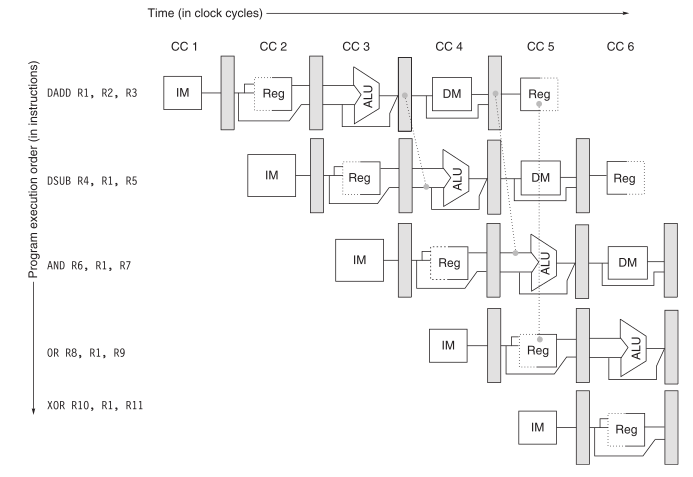 Time (in clock cycles)
CC 1 CC 2 CC 3 CC 4 CC 5 CC 6
Program execution order (in instructions)
DADD R1, R2, R3
IM Reg ALU DM Reg
DSUB R4, R1, R5
IM Reg ALU DM Reg
AND R6, R1, R7
IM Reg ALU DM
OR R8, R1, R9
IM Reg ALU
XOR R10, R1, R11
IM Reg